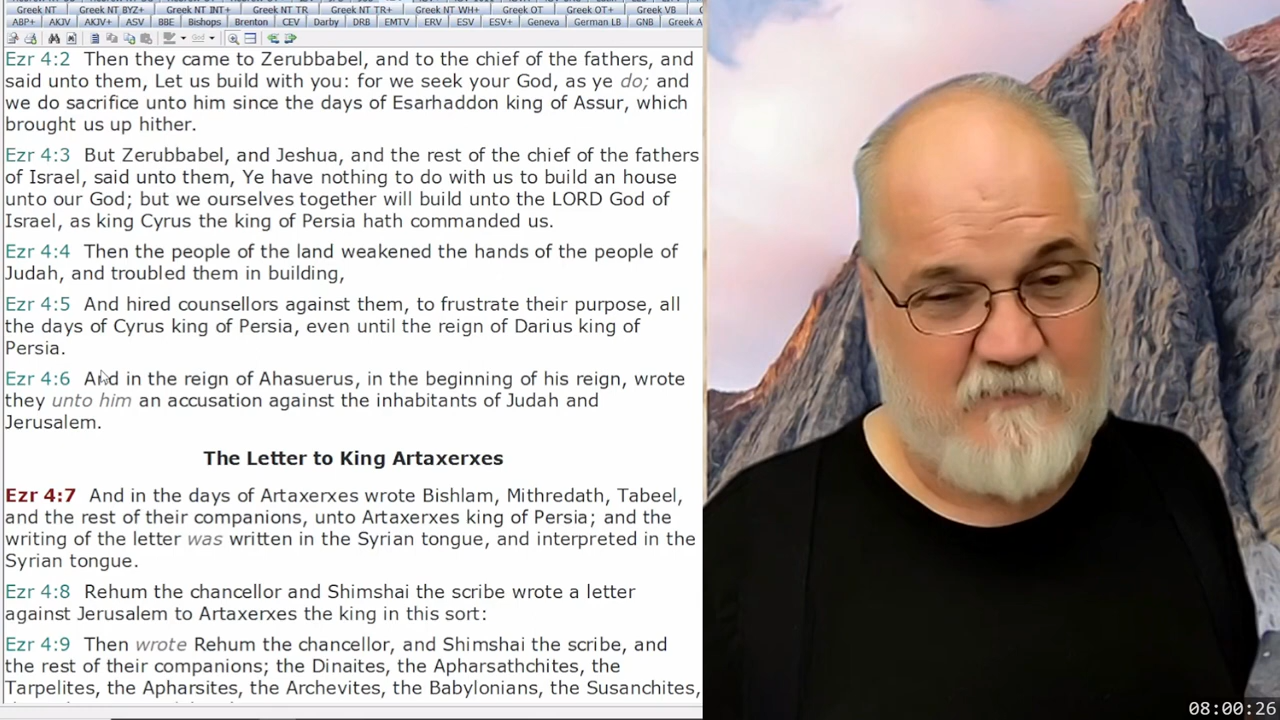 Greek NT Greek NT BYZ+ Greek NT INT+ Greek NT TR Greek NT TR+ Greek NT WH+ Greek OT Greek OT+ Greek VB
ABP+ AKJV AKJV+ ASV BBE Bishops Brenton CEV Darby DRB EMTV ERV ESV ESV+ Geneva German LB GNB Greek A
Ezr 4:2 Then they came to Zerubbabel, and to the chief of the fathers, and
said unto them, Let us build with you: for we seek your God, as ye do; and
we do sacrifice unto him since the days of Esarhaddon king of Assur, which
brought us up hither.
Ezr 4:3 But Zerubbabel, and Jeshua, and the rest of the chief of the fathers
of Israel, said unto them, Ye have nothing to do with us to build an house
unto our God; but we ourselves together will build unto the LORD God of
Israel, as king Cyrus the king of Persia hath commanded us.
Ezr 4:4 Then the people of the land weakened the hands of the people of
Judah, and troubled them in building,
Ezr 4:5 And hired counsellors against them, to frustrate their purpose, all
the days of Cyrus king of Persia, even until the reign of Darius king of
Persia.
Ezr 4:6 And in the reign of Ahasuerus, in the beginning of his reign, wrote
they unto him an accusation against the inhabitants of Judah and
Jerusalem.
The Letter to King Artaxerxes
Ezr 4:7 And in the days of Artaxerxes wrote Bishlam, Mithredath, Tabeel,
and the rest of their companions, unto Artaxerxes king of Persia; and the
writing of the letter was written in the Syrian tongue, and interpreted in the
Syrian tongue.
Ezr 4:8 Rehum the chancellor and Shimshai the scribe wrote a letter
against Jerusalem to Artaxerxes the king in this sort:
Ezr 4:9 Then wrote Rehum the chancellor, and Shimshai the scribe, and
the rest of their companions; the Dinaites, the Apharsathchites, the
Tarpelites, the Apharsites, the Archevites, the Babylonians, the Susanchites,
08:00:26